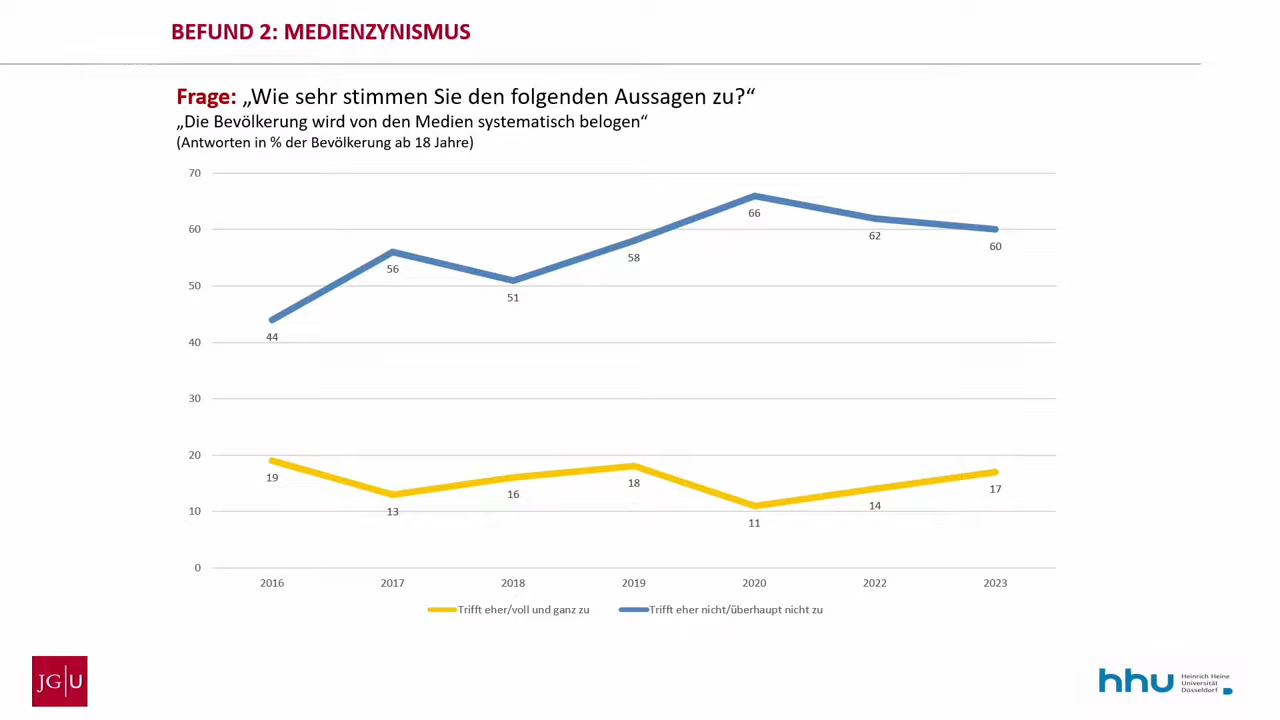 BEFUND 2: MEDIENZYNISMUS
Frage: „Wie sehr stimmen Sie den folgenden Aussagen zu?“
„Die Bevölkerung wird von den Medien systematisch belogen“
(Antworten in % der Bevölkerung ab 18 Jahre)
70
60
50
40
30
20
10
0
44
56
51
58
66
62
60
19
13
16
18
11
14
17
2016 2017 2018 2019 2020 2022 2023
Trifft eher/voll und ganz zu Trifft eher nicht/überhaupt nicht zu
JG|U
hhu
Heinrich Heine
Universität
Düsseldorf